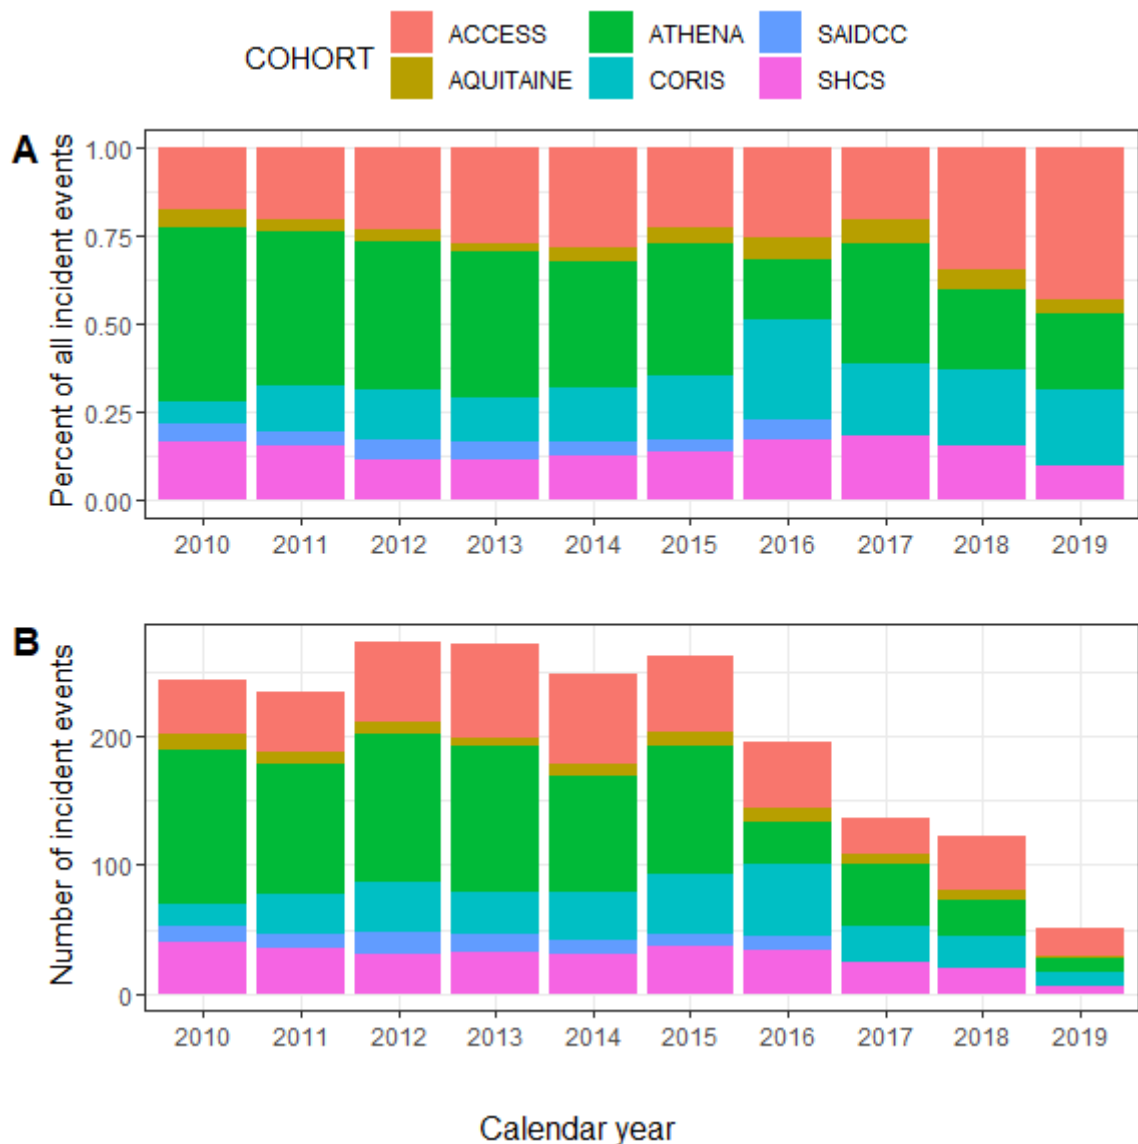 COHORT
ACCESS ATHENA SAIDCC
AQUITAINE CORIS SHCS
A
Percent of all incident events
1.00
0.75
0.50
0.25
0.00
2010 2011 2012 2013 2014 2015 2016 2017 2018 2019
B
Number of incident events
200
100
0
2010 2011 2012 2013 2014 2015 2016 2017 2018 2019
Calendar year